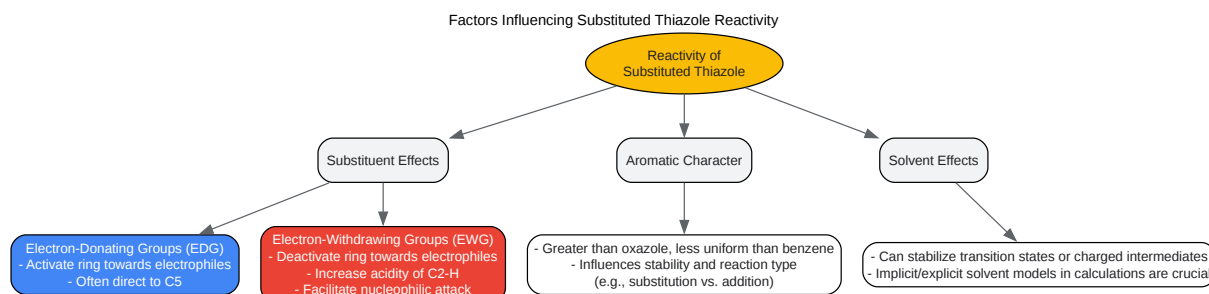 Factors Influencing Substituted Thiazole Reactivity
Reactivity of
Substituted Thiazole
Substituent Effects
Aromatic Character
Solvent Effects
Electron-Donating Groups (EDG)
- Activate ring towards electrophiles
- Often direct to C5
Electron-Withdrawing Groups (EWG)
- Deactivate ring towards electrophiles
- Increase acidity of C2-H
- Facilitate nucleophilic attack
- Greater than oxazole, less uniform than benzene
- Influences stability and reaction type
(e.g., substitution vs. addition)
- Can stabilize transition states or charged intermediates
- Implicit/explicit solvent models in calculations are crucial